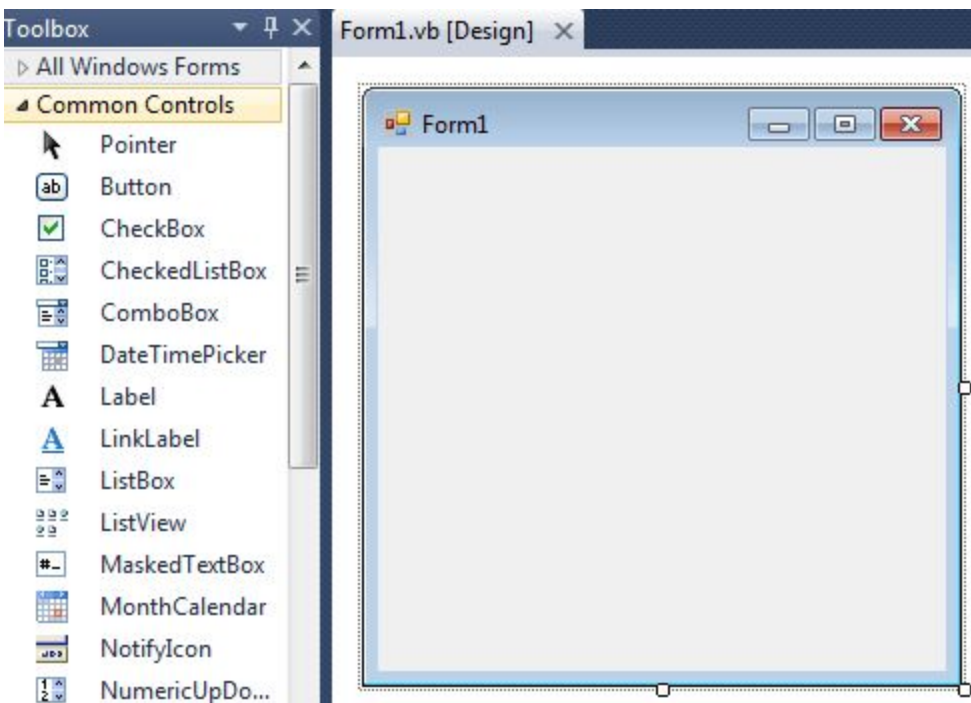 Toolbox
All Windows Forms
Common Controls
Pointer
ab Button
CheckBox
CheckedListBox
ComboBox
DateTimePicker
A Label
A LinkLabel
ListBox
ListView
#_ MaskedTextBox
MonthCalendar
NotifyIcon
NumericUpDo...
Form1.vb [Design]
Form1